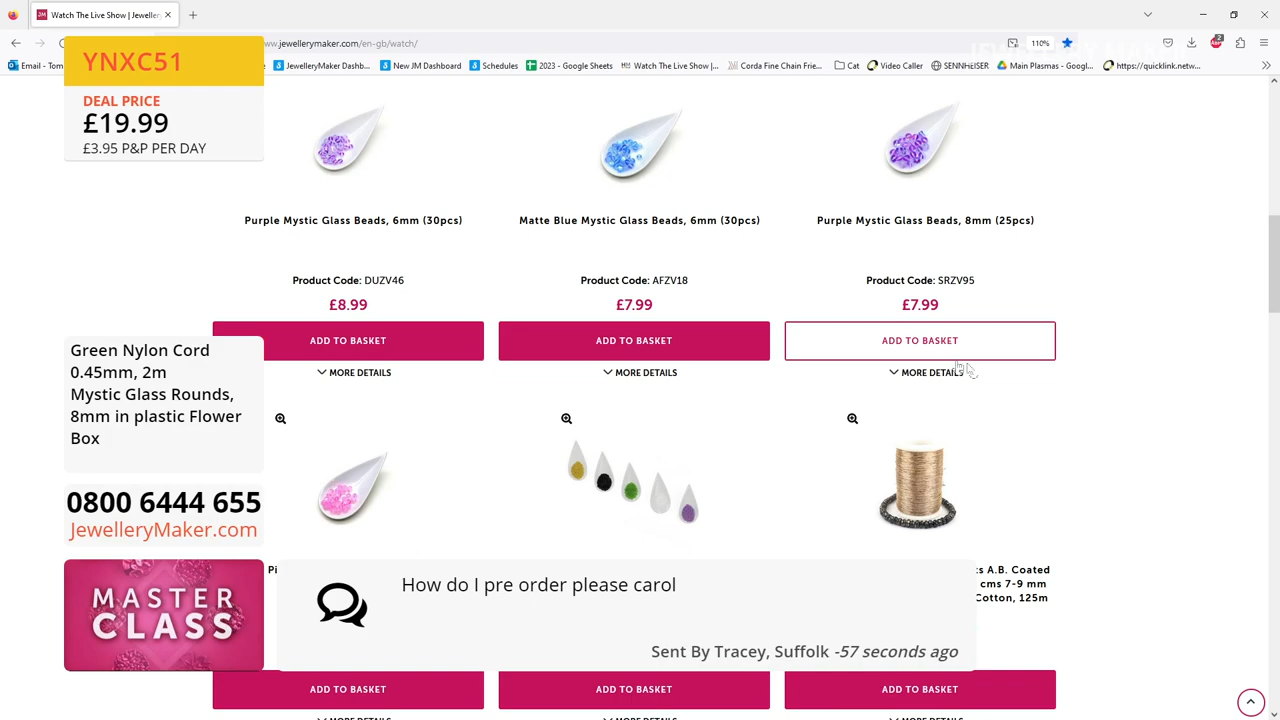 Watch The Live Show | Jeweller
ww.jewellerymaker.com/en-gb/watch/
110%
2
Email - Tom
JewelleryMaker Dashb...
New JM Dashboard
Schedules
2023 - Google Sheets
Watch The Live Show |...
Corda Fine Chain Frie...
Cat
Video Caller
SENNHEISER
Main Plasmas - Googl...
https://quicklink.netw...
YNXC51
DEAL PRICE
£19.99
£3.95 P&P PER DAY
Purple Mystic Glass Beads, 6mm (30pcs)
Matte Blue Mystic Glass Beads, 6mm (30pcs)
Purple Mystic Glass Beads, 8mm (25pcs)
Product Code: DUZV46
Product Code: AFZV18
Product Code: SRZV95
£8.99
£7.99
£7.99
ADD TO BASKET
ADD TO BASKET
ADD TO BASKET
MORE DETAILS
MORE DETAILS
MORE DETAILS
Green Nylon Cord
0.45mm, 2m
Mystic Glass Rounds,
8mm in plastic Flower
Box
0800 6444 655
JewelleryMaker.com
MASTER
CLASS
Pi
ts A.B. Coated
cms 7-9 mm
Cotton, 125m
How do I pre order please carol
Sent By Tracey, Suffolk -57 seconds ago
ADD TO BASKET
ADD TO BASKET
ADD TO BASKET
MORE DETAILS
MORE DETAILS
MORE DETAILS